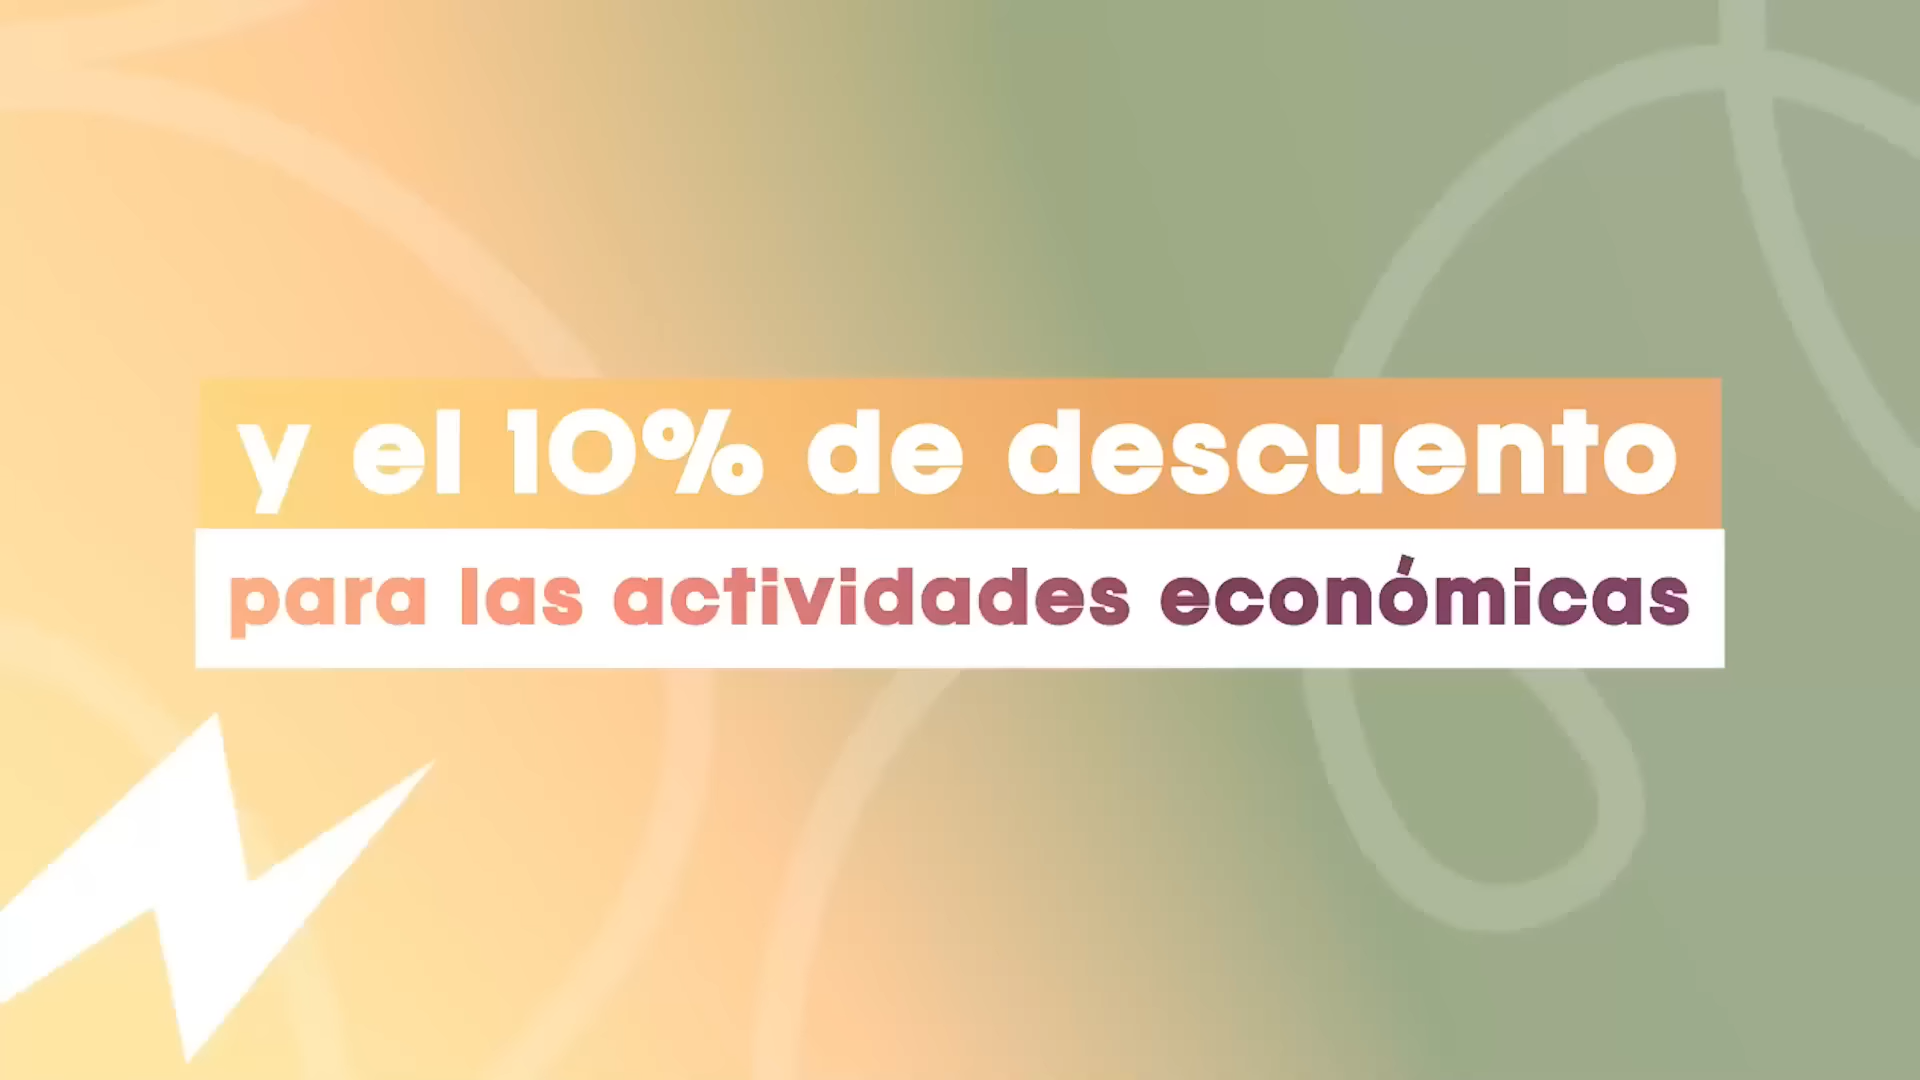 y el 10% de descuento
para las actividades económicas